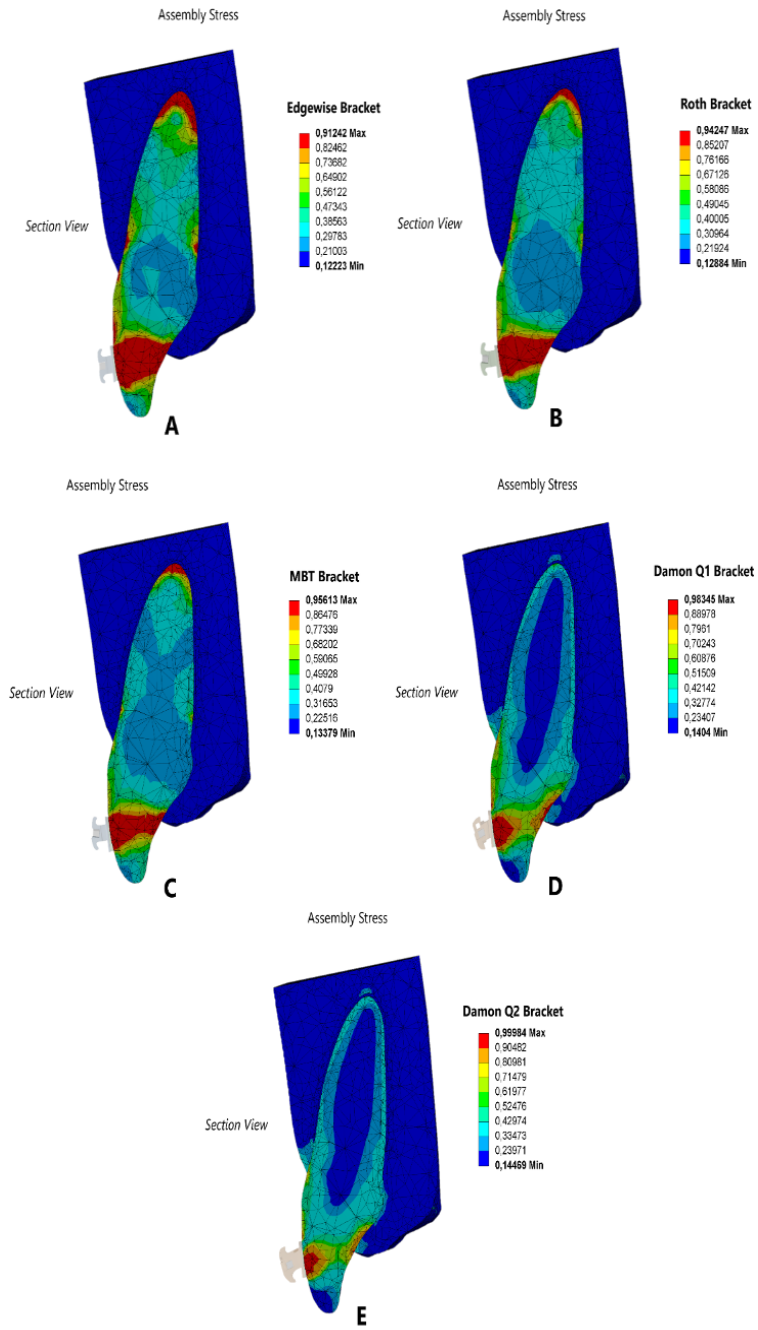 Assembly Stress
Edgewise Bracket
0,91242 Max
0,82462
0,73682
0,64902
0,56122
0,47343
0,38563
0,29783
0,21003
0,12223 Min
Section View
A
Assembly Stress
Roth Bracket
0,94247 Max
0,85207
0,76166
0,67126
0,58086
0,49045
0,40005
0,30964
0,21924
0,12884 Min
Section View
B
Assembly Stress
MBT Bracket
0,95613 Max
0,86476
0,77339
0,68202
0,59065
0,49928
0,4079
0,31653
0,22516
0,13379 Min
Section View
C
Assembly Stress
Damon Q1 Bracket
0,98345 Max
0,88978
0,7961
0,70243
0,60876
0,51509
0,42142
0,32774
0,23407
0,1404 Min
Section View
D
Assembly Stress
Damon Q2 Bracket
0,99984 Max
0,90482
0,80981
0,71479
0,61977
0,52476
0,42974
0,33473
0,23971
0,14469 Min
Section View
E